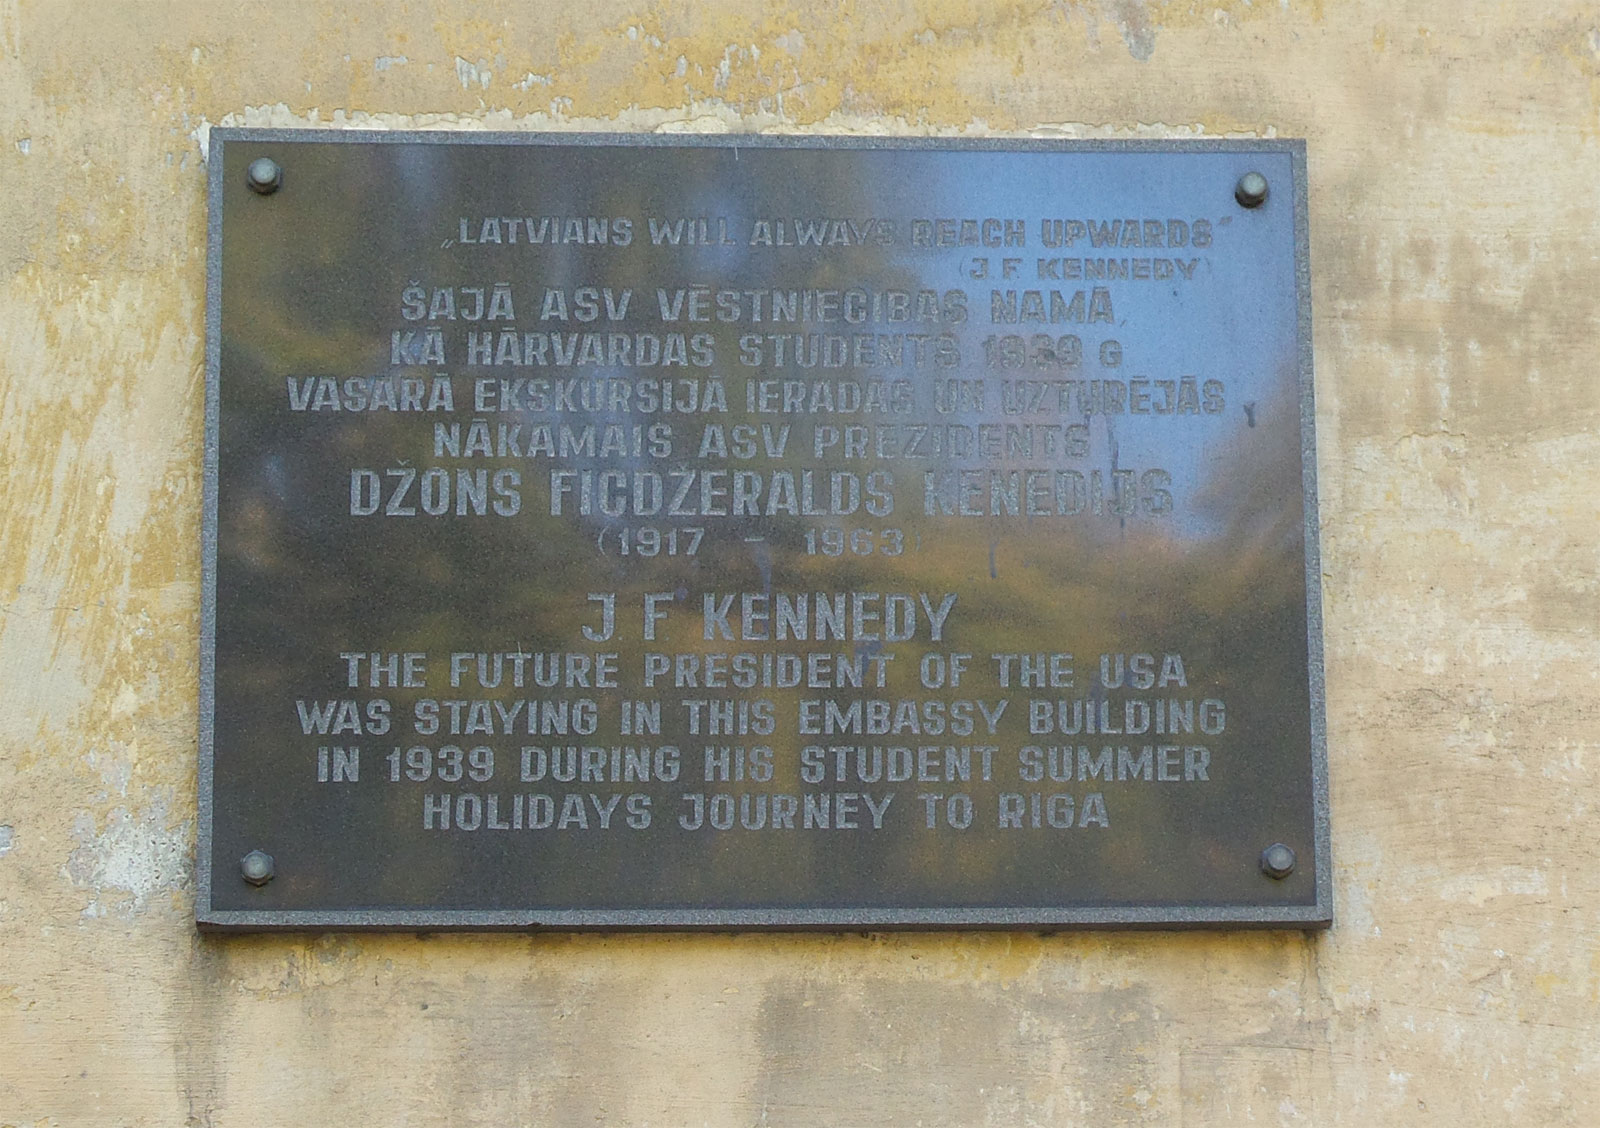 „LATVIANS WILL ALWAYS REACH UPWARDS"
(J. F. KENNEDY)
ŠAJĀ ASV VĒSTNIECĪBAS NAMĀ
KĀ HĀRVARDAS STUDENTS 1939 G
VASARĀ EKSKURSIJĀ IERADĀS UN UZTURĒJĀS
NĀKAMAIS ASV PREZIDENTS
DŽONS FICDŽERALDS KENEDIJS
(1917 - 1963)
J. F KENNEDY
THE FUTURE PRESIDENT OF THE USA
WAS STAYING IN THIS EMBASSY BUILDING
IN 1939 DURING HIS STUDENT SUMMER
HOLIDAYS JOURNEY TO RIGA